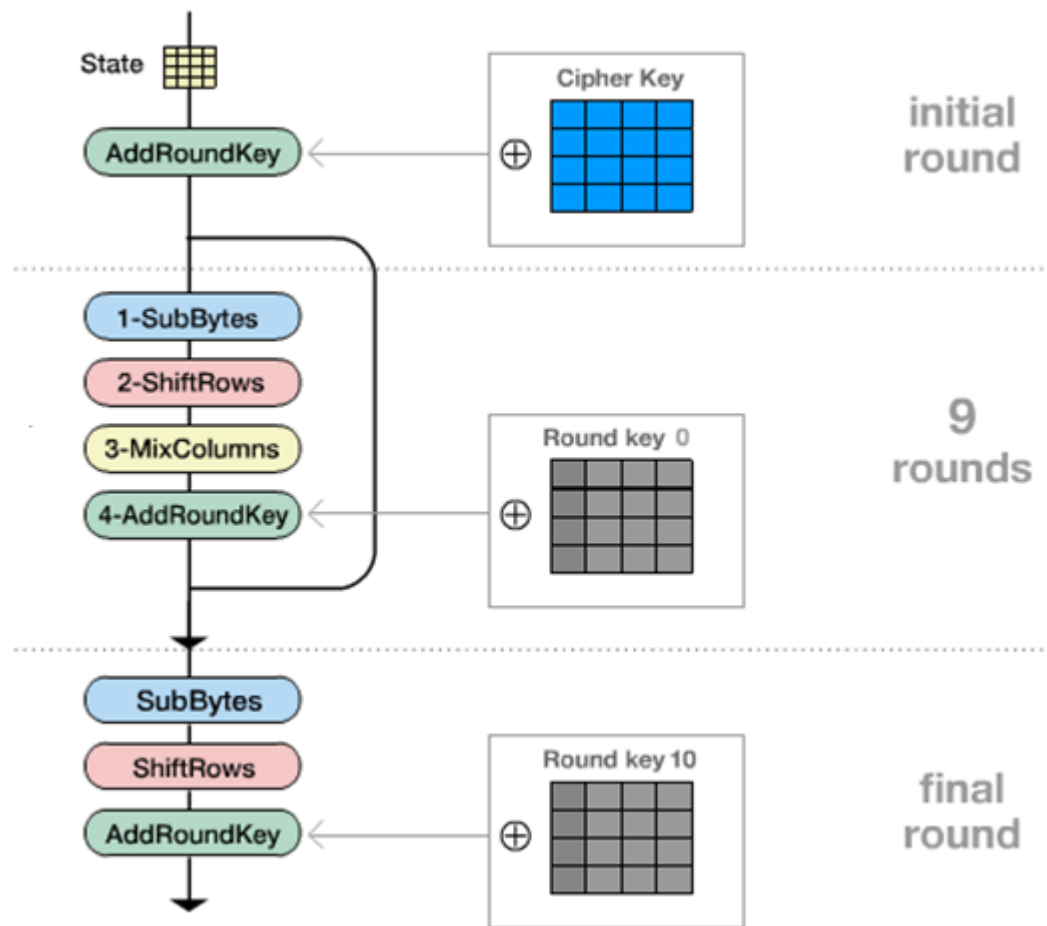 State
Cipher Key
AddRoundKey
initial
round
1-SubBytes
2-ShiftRows
3-MixColumns
4-AddRoundKey
Round key 0
9
rounds
SubBytes
ShiftRows
AddRoundKey
Round key 10
final
round